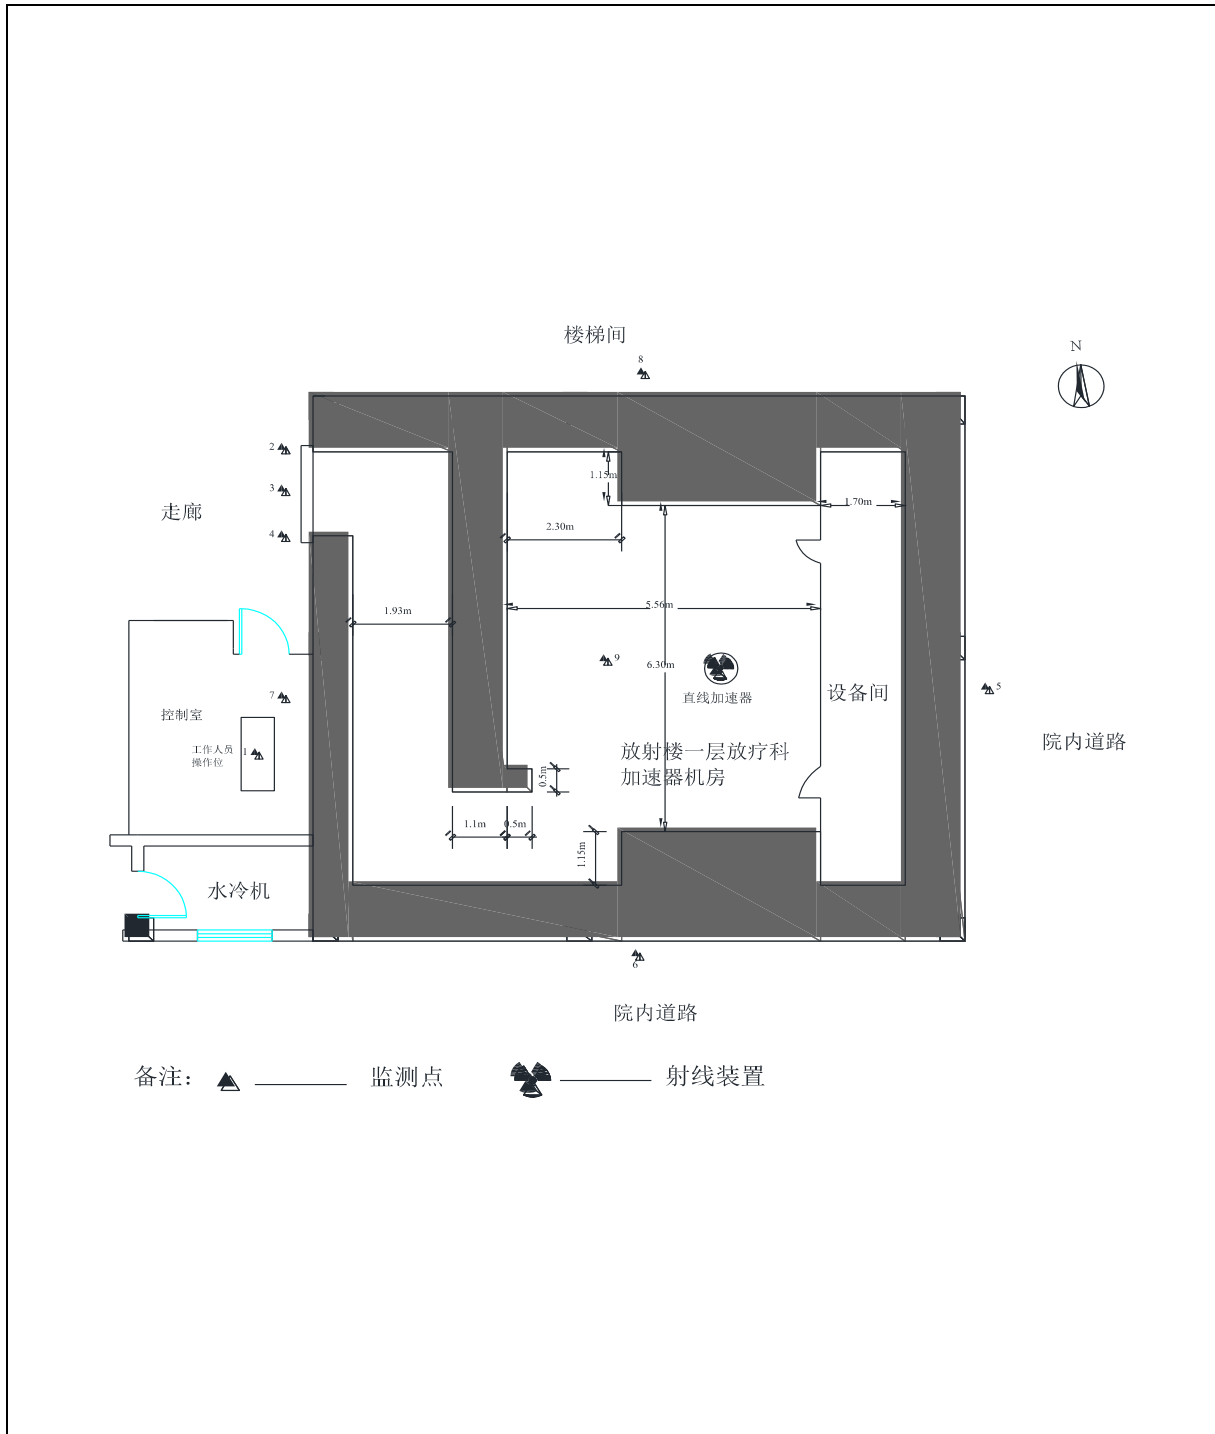 楼梯间
8
N
2
1.15m
3
1.70m
走廊
4
2.30m
5.56m
1.93m
9
6.30m
7
直线加速器
设备间
5
控制室
工作人员
操作位
1
院内道路
放射楼一层放疗科
加速器机房
0.5m
1.1m
0.5m
1.15m
水冷机
6
院内道路
备注：
监测点
射线装置